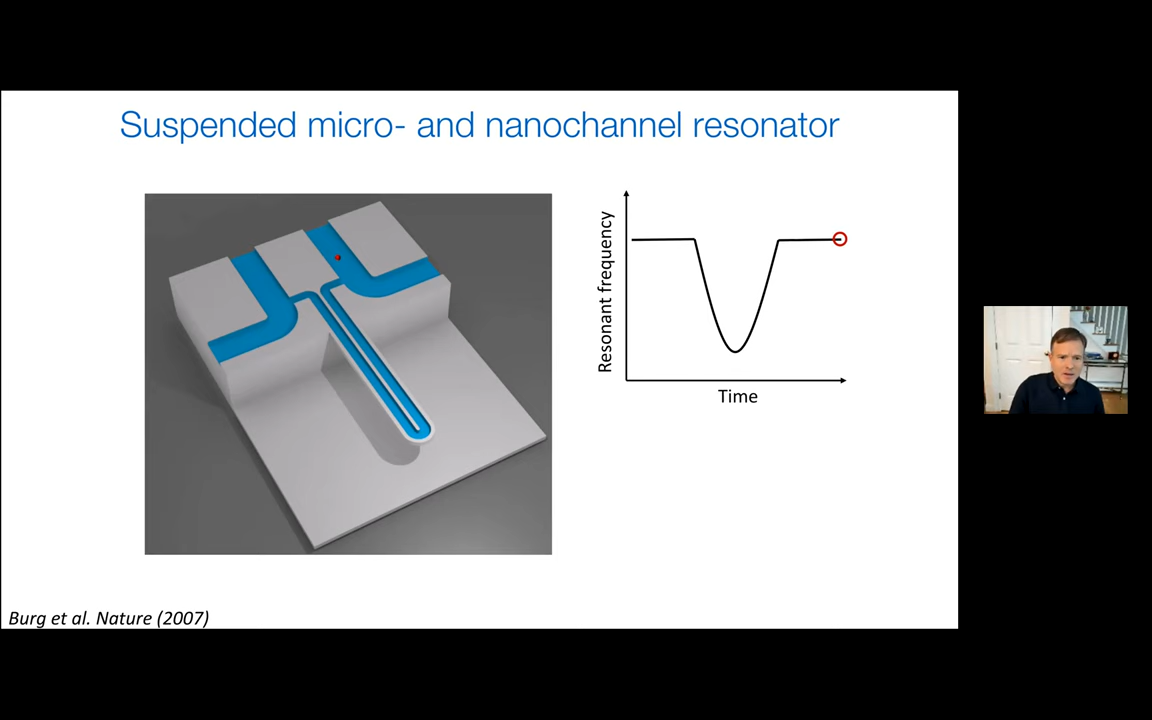 Suspended micro- and nanochannel resonator
Resonant frequency
Time
Burg et al. Nature (2007)